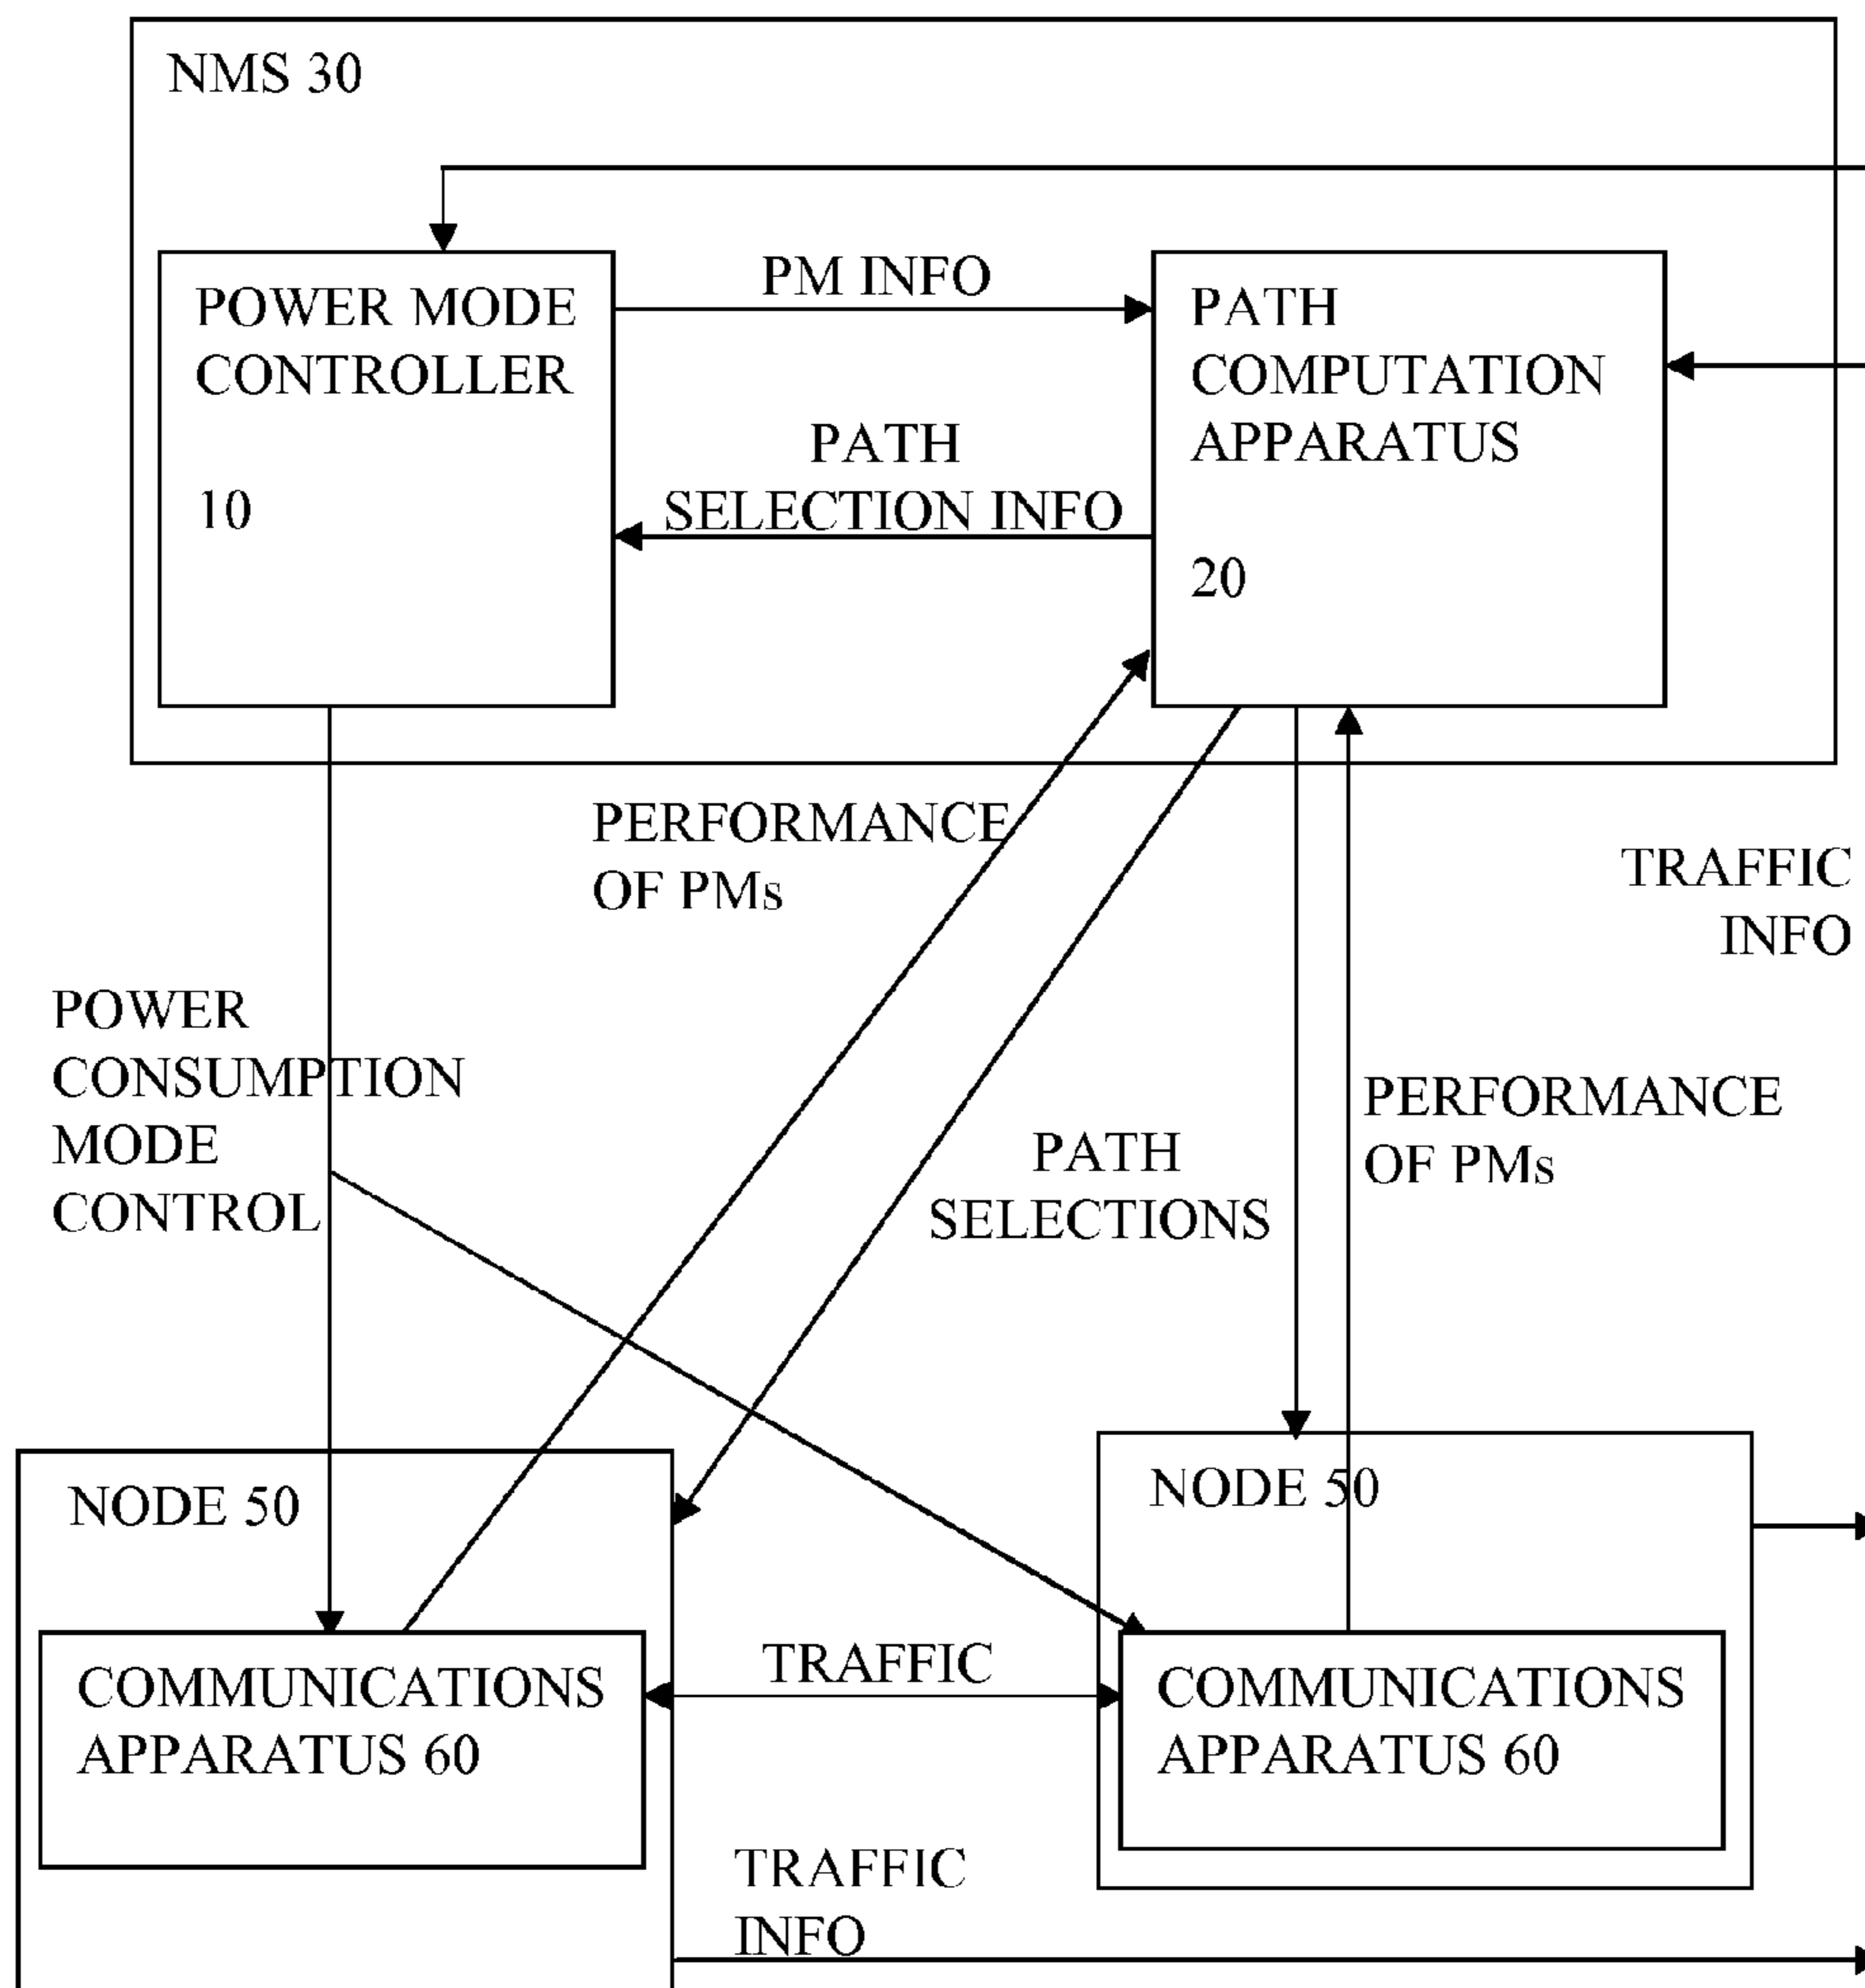 NMS 30
POWER MODE
CONTROLLER
10
PM INFO
PATH
SELECTION INFO
PATH
COMPUTATION
APPARATUS
20
PERFORMANCE
OF PMs
TRAFFIC
INFO
POWER
CONSUMPTION
MODE
CONTROL
PERFORMANCE
OF PMs
PATH
SELECTIONS
NODE 50
NODE 50
COMMUNICATIONS
APPARATUS 60
TRAFFIC
COMMUNICATIONS
APPARATUS 60
TRAFFIC
INFO